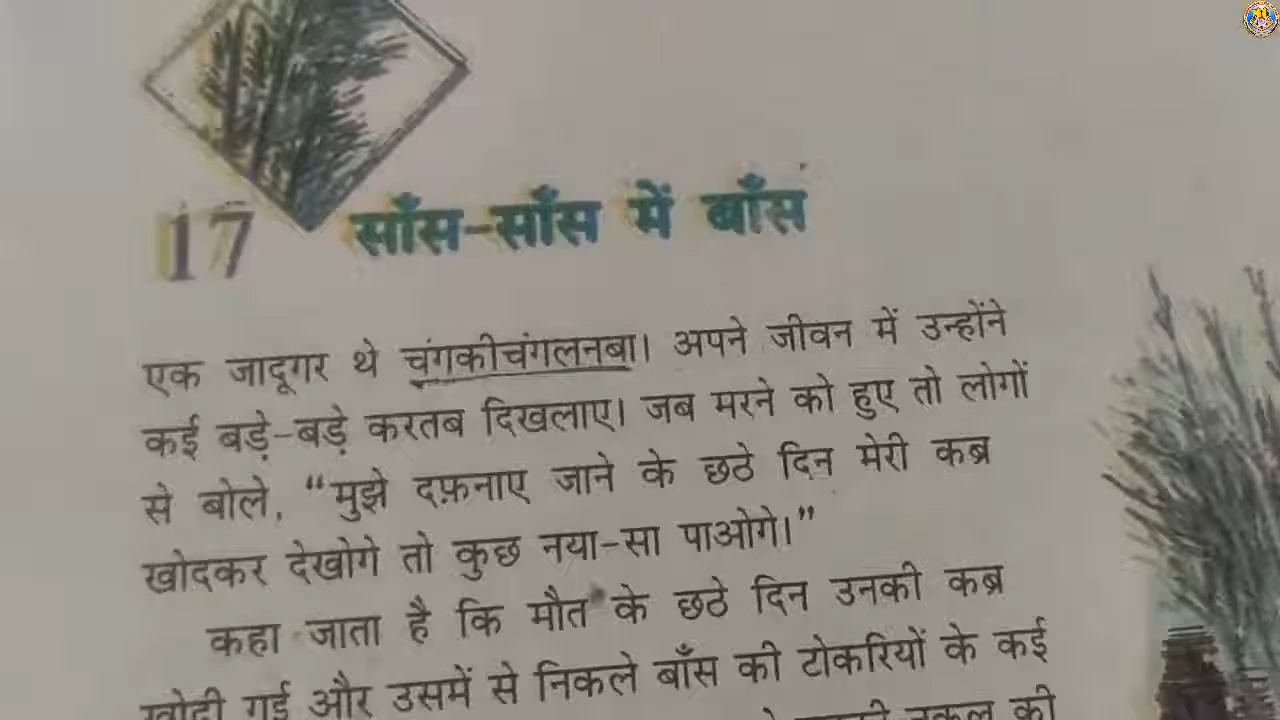 17 साँस-साँस में बाँस
एक जादूगर थे चंगकीचंगलनबा। अपने जीवन में उन्होंने
कई बड़े-बड़े करतब दिखलाए। जब मरने को हुए तो लोगों
से बोले, “मुझे दफ़नाए जाने के छठे दिन मेरी कब्र
खोदकर देखोगे तो कुछ नया-सा पाओगे।”
कहा जाता है कि मौत के छठे दिन उनकी कब्र
खोदी गई और उसमें से निकले बाँस की टोकरियों के कई
नकल की